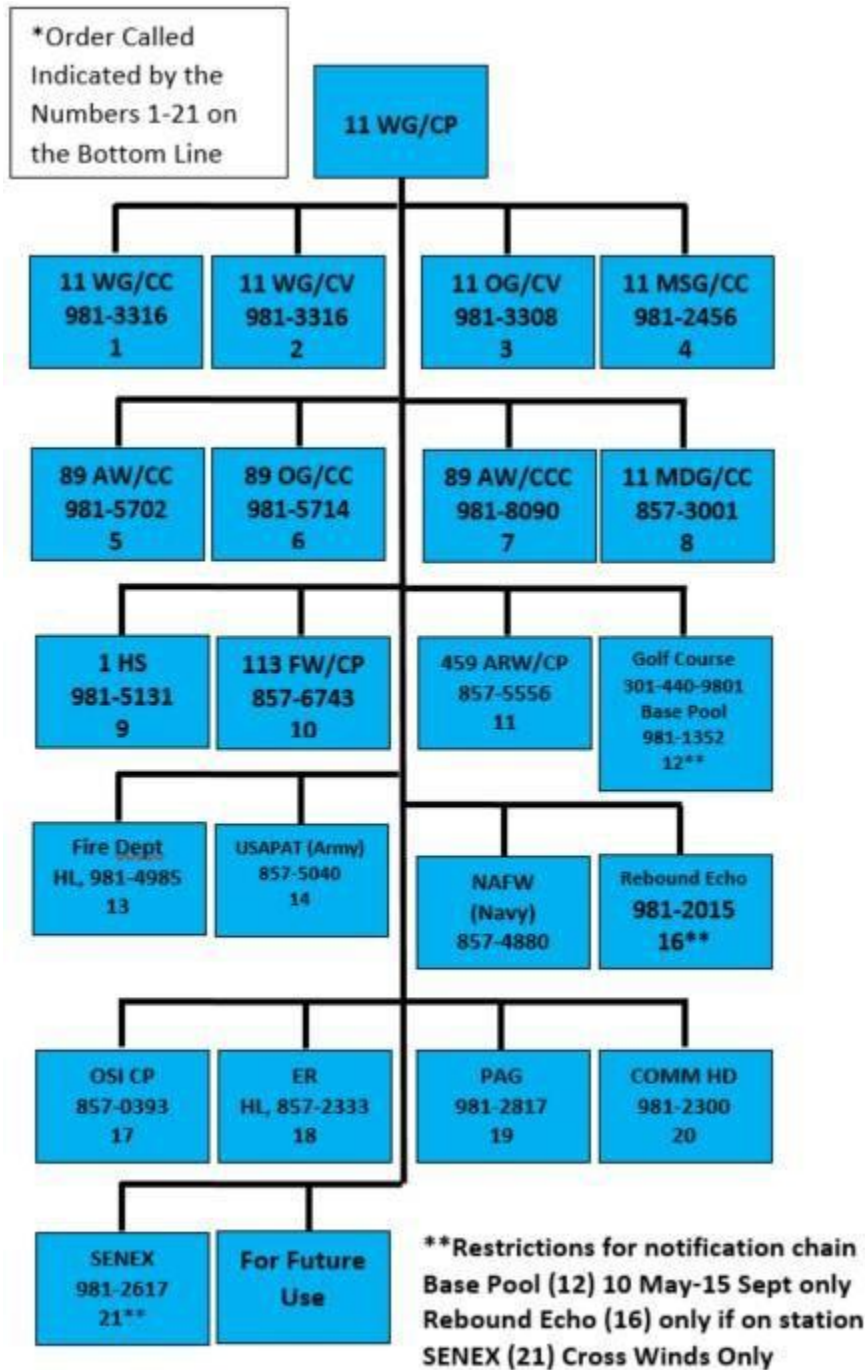 *Order Called
Indicated by the
Numbers 1-21 on
the Bottom Line
11 WG/CP
11 WG/CC
981-3316
1
11 WG/CV
981-3316
2
11 OG/CV
981-3308
3
11 MSG/CC
981-2456
4
89 AW/CC
981-5702
5
89 OG/CC
981-5714
6
89 AW/CCC
981-8090
7
11 MDG/CC
857-3001
8
1 HS
981-5131
9
113 FW/CP
857-6743
10
459 ARW/CP
857-5556
11
Golf Course
301-440-9801
Base Pool
981-1352
12**
Fire Dept
HL, 981-4985
13
USAPAT (Army)
857-5040
14
NAFW
(Navy)
857-4880
Rebound Echo
981-2015
16**
OSI CP
857-0393
17
ER
HL, 857-2333
18
PAG
981-2817
19
COMM HD
981-2300
20
SENEX
981-2617
21**
For Future
Use
**Restrictions for notification chain
Base Pool (12) 10 May-15 Sept only
Rebound Echo (16) only if on station
SENEX (21) Cross Winds Only